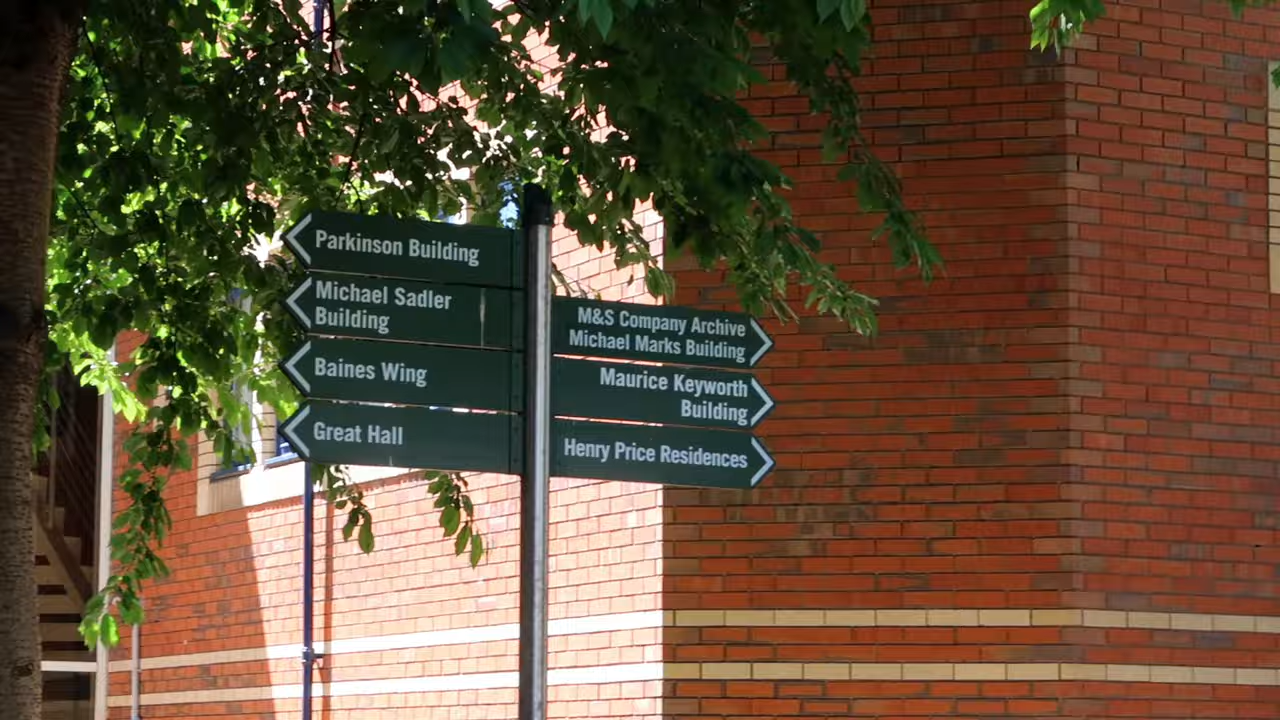 Parkinson Building
Michael Sadler
Building
Baines Wing
Great Hall
M&S Company Archive
Michael Marks Building
Maurice Keyworth
Building
Henry Price Residences